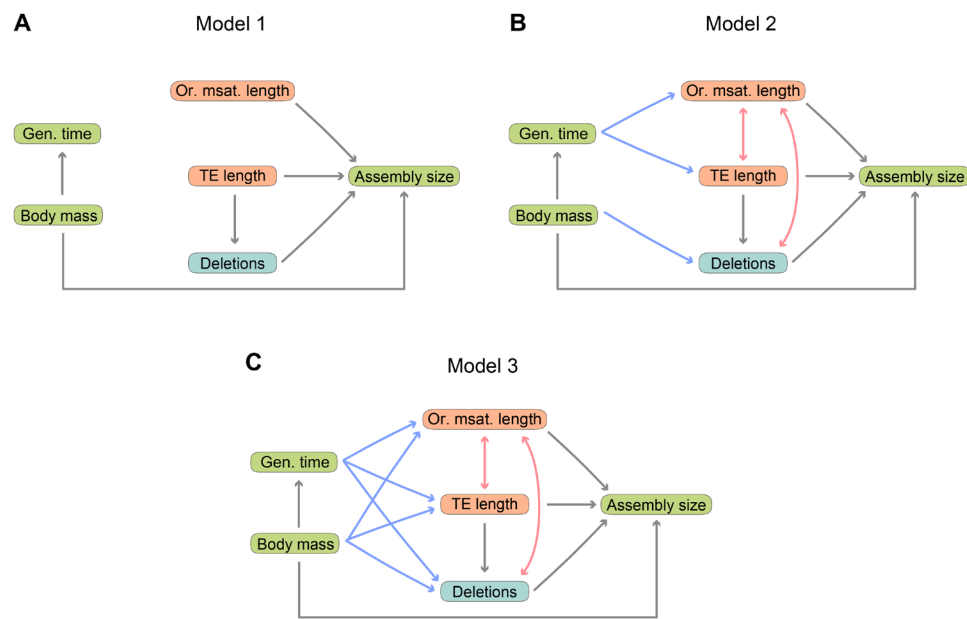 A
Model 1
Or. msat. length
Gen. time
TE length
Assembly size
Body mass
Deletions
B
Model 2
Or. msat. length
Gen. time
TE length
Assembly size
Body mass
Deletions
C
Model 3
Or. msat. length
Gen. time
TE length
Assembly size
Body mass
Deletions